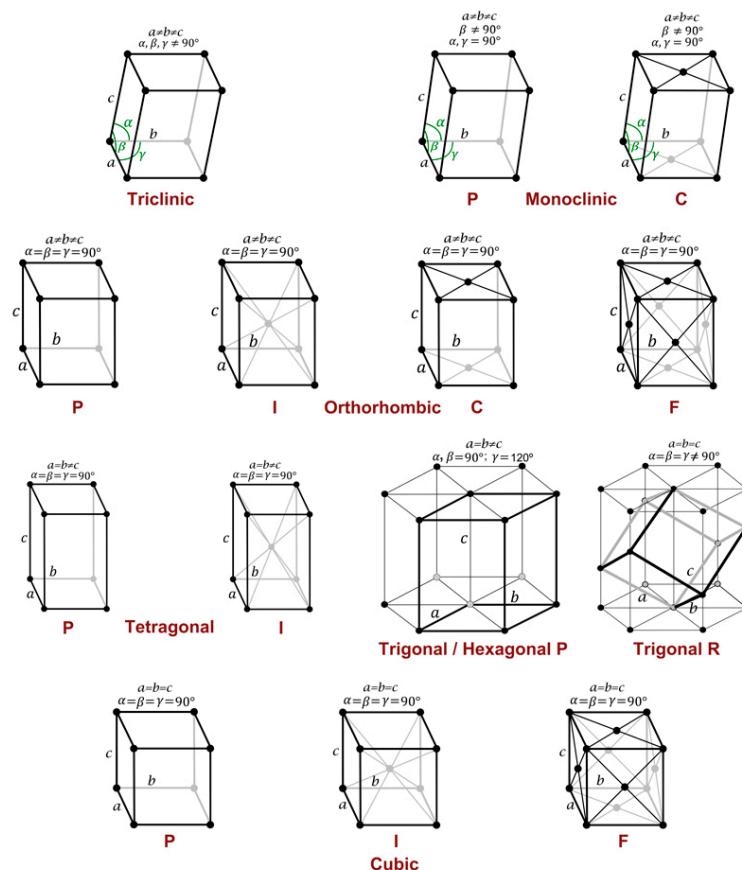 a≠b≠c
α, β, γ ≠ 90°
c
α
b
β
γ
a
Triclinic
a≠b≠c
β ≠ 90°
α, γ = 90°
c
α
b
β
γ
a
P
Monoclinic
a≠b≠c
β ≠ 90°
α, γ = 90°
c
α
b
β
γ
a
C
a≠b≠c
α=β=γ=90°
c
b
a
P
a≠b≠c
α=β=γ=90°
c
b
a
I
Orthorhombic
a≠b≠c
α=β=γ=90°
c
b
a
C
a≠b≠c
α=β=γ=90°
c
b
a
F
a=b≠c
α=β=γ=90°
c
b
a
P
Tetragonal
a=b≠c
α=β=γ=90°
c
b
a
I
a=b≠c
α, β=90°; γ=120°
c
a
b
Trigonal / Hexagonal P
a=b=c
α=β=γ≠90°
c
a
b
Trigonal R
a=b=c
α=β=γ=90°
c
b
a
P
a=b=c
α=β=γ=90°
c
b
a
I
Cubic
a=b=c
α=β=γ=90°
c
b
a
F